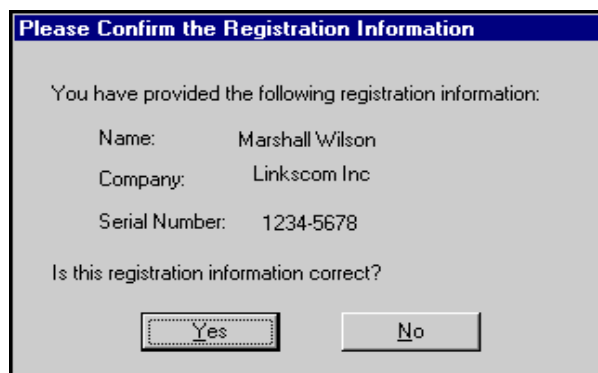 Please Confirm the Registration Information
You have provided the following registration information:
Name: Marshall Wilson
Company: Linkscom Inc
Serial Number: 1234-5678
Is this registration information correct?
Yes No